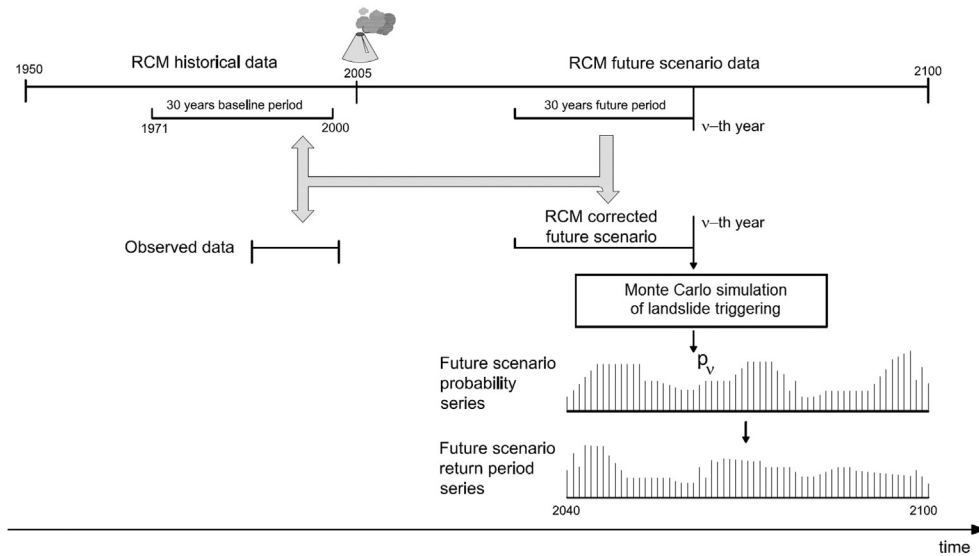 RCM historical data
RCM future scenario data
1950
2005
2100
30 years baseline period
30 years future period
1971
2000
ν–th year
RCM corrected
future scenario
ν–th year
Observed data
Monte Carlo simulation
of landslide triggering
pν
Future scenario
probability
series
Future scenario
return period
series
2040
2100
time